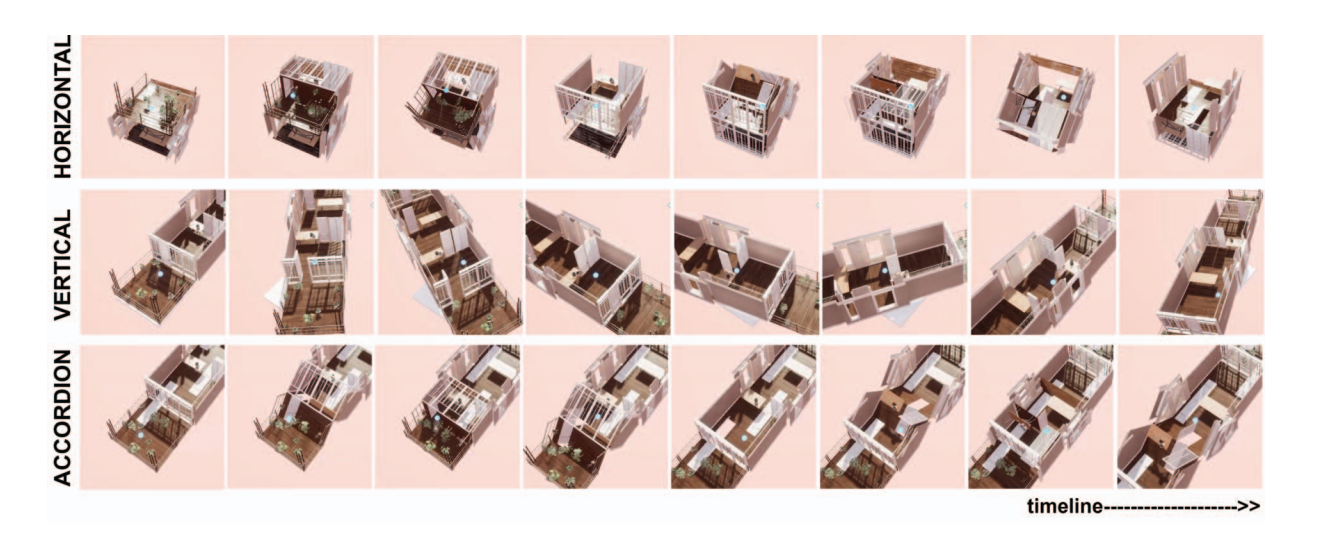 HORIZONTAL
VERTICAL
ACCORDION
timeline--------------------->>